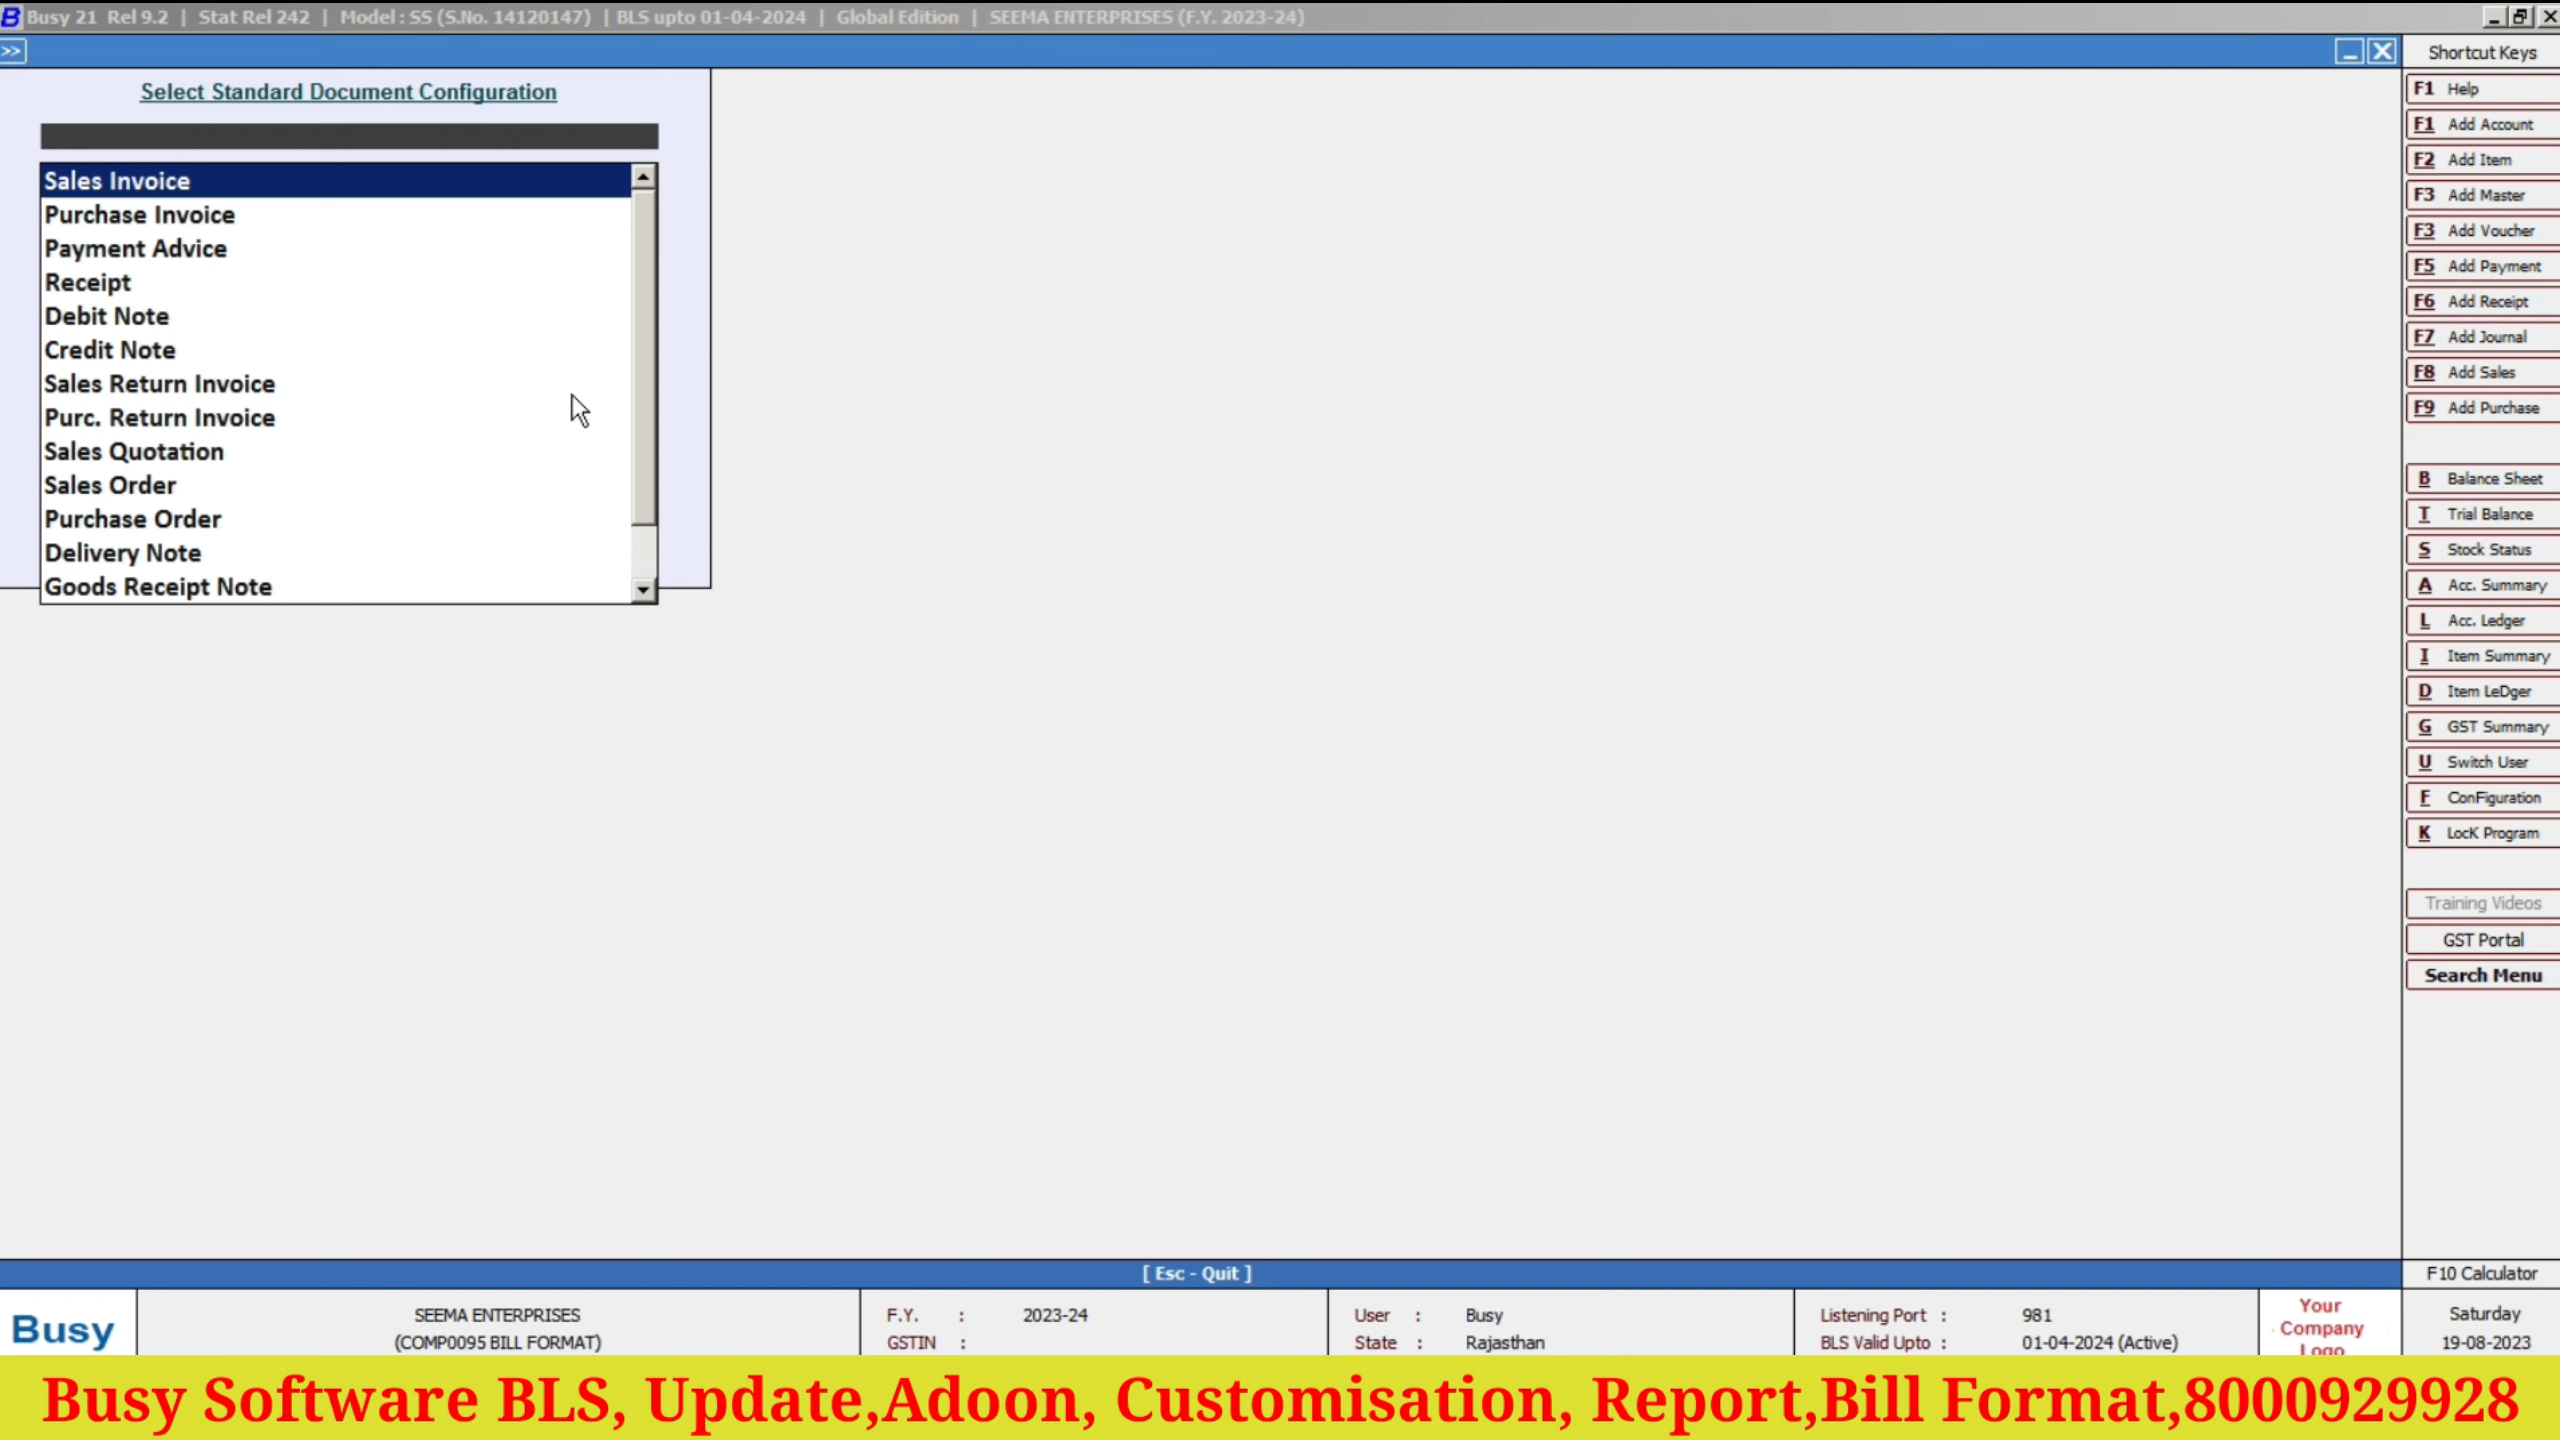 Busy 21 Rel 9.2 | Stat Rel 242 | Model : SS (S.No. 14120147) | BLS upto 01-04-2024 | Global Edition | SEEMA ENTERPRISES (F.Y. 2023-24)
>>
Select Standard Document Configuration
Sales Invoice
Purchase Invoice
Payment Advice
Receipt
Debit Note
Credit Note
Sales Return Invoice
Purc. Return Invoice
Sales Quotation
Sales Order
Purchase Order
Delivery Note
Goods Receipt Note
Shortcut Keys
F1 Help
F1 Add Account
F2 Add Item
F3 Add Master
F3 Add Voucher
F5 Add Payment
F6 Add Receipt
F7 Add Journal
F8 Add Sales
F9 Add Purchase
B Balance Sheet
T Trial Balance
S Stock Status
A Acc. Summary
L Acc. Ledger
I Item Summary
D Item LeDger
G GST Summary
U Switch User
F ConFiguration
K LocK Program
Training Videos
GST Portal
Search Menu
[ Esc - Quit ]
F10 Calculator
Busy
SEEMA ENTERPRISES
(COMP0095 BILL FORMAT)
F.Y. : 2023-24
GSTIN :
User : Busy
State : Rajasthan
Listening Port : 981
BLS Valid Upto : 01-04-2024 (Active)
Your
Company
Logo
Saturday
19-08-2023
Busy Software BLS, Update,Adoon, Customisation, Report,Bill Format,8000929928